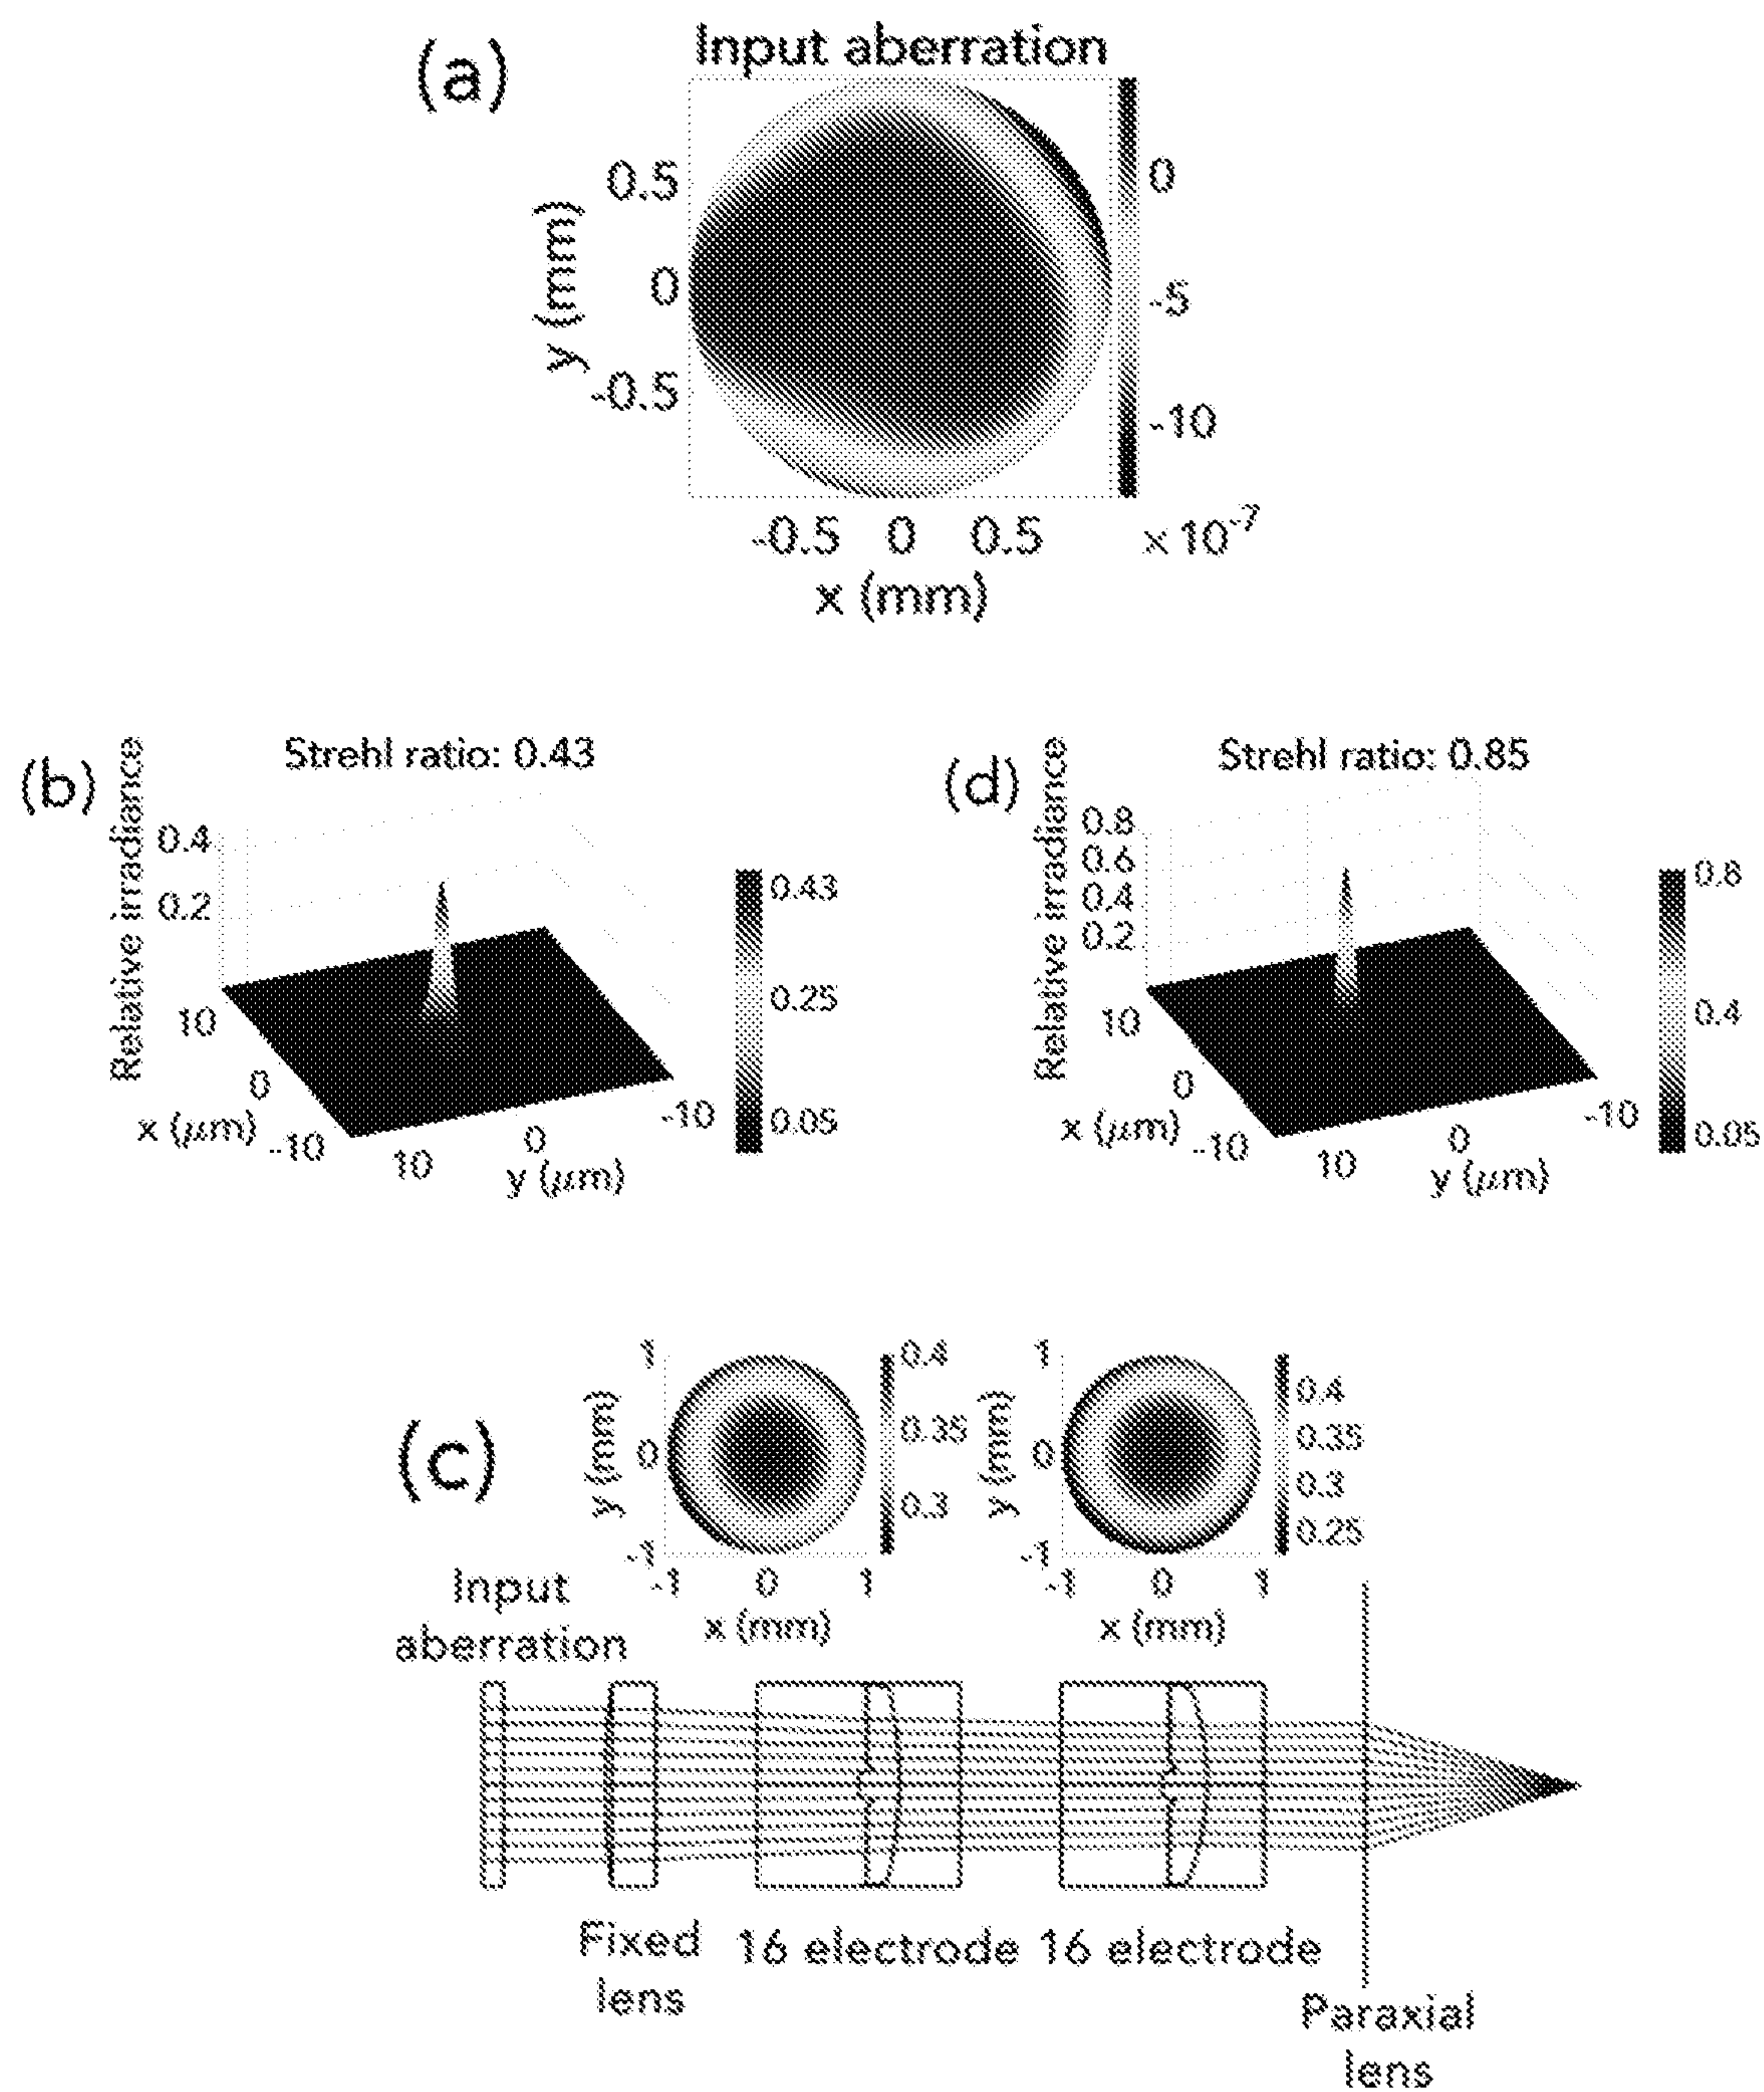 (a)
Input aberration
0.5
0
-0.5
y (mm)
-0.5 0 0.5
x (mm)
0
-5
-10
×10-7
(b)
Strehl ratio: 0.43
Relative irradiance
0.4
0.2
10
0
-10
x (μm)
10
0
-10
y (μm)
0.43
0.25
0.05
(d)
Strehl ratio: 0.85
Relative irradiance
0.8
0.6
0.4
0.2
10
0
-10
x (μm)
10
0
-10
y (μm)
0.8
0.4
0.05
(c)
1
0
-1
y (mm)
-1 0 1
x (mm)
0.4
0.35
0.3
1
0
-1
y (mm)
-1 0 1
x (mm)
0.4
0.35
0.3
0.25
Input
aberration
Fixed
lens
16 electrode
16 electrode
Paraxial
lens